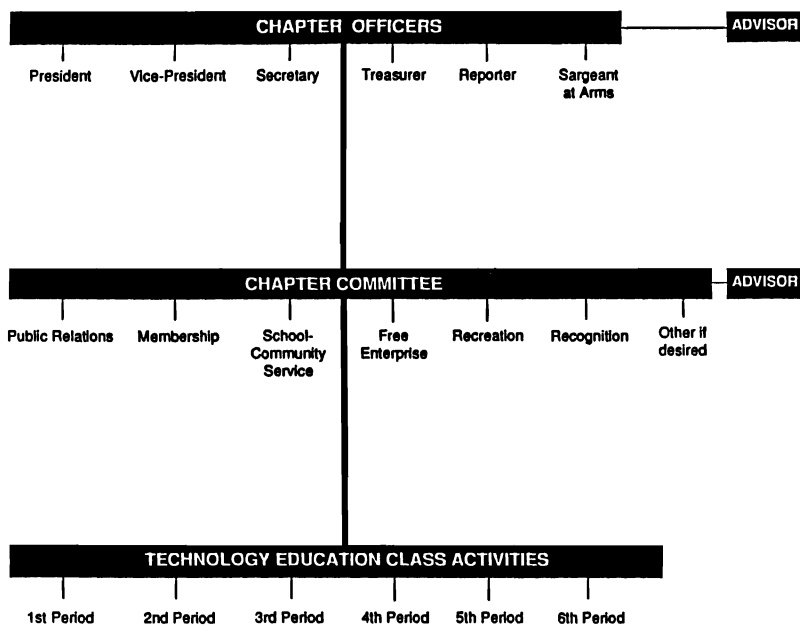 CHAPTER OFFICERS
ADVISOR
President
Vice-President
Secretary
Treasurer
Reporter
Sargeant
at Arms
CHAPTER COMMITTEE
ADVISOR
Public Relations
Membership
School-
Community
Service
Free
Enterprise
Recreation
Recognition
Other if
desired
TECHNOLOGY EDUCATION CLASS ACTIVITIES
1st Period
2nd Period
3rd Period
4th Period
5th Period
6th Period